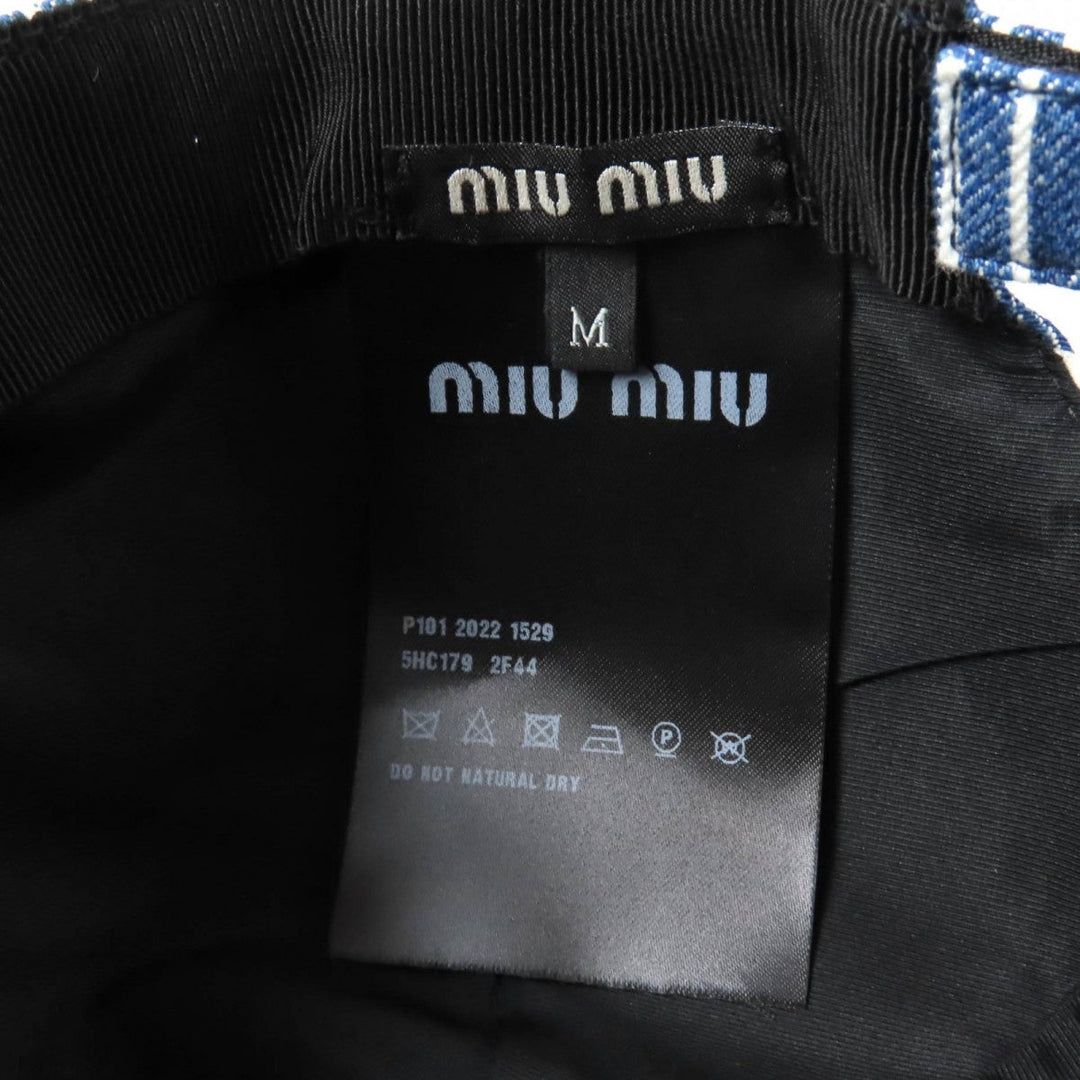 miu miu
M
miu miu
P101 2022 1529
5HC179 2F44
P W
DO NOT NATURAL DRY